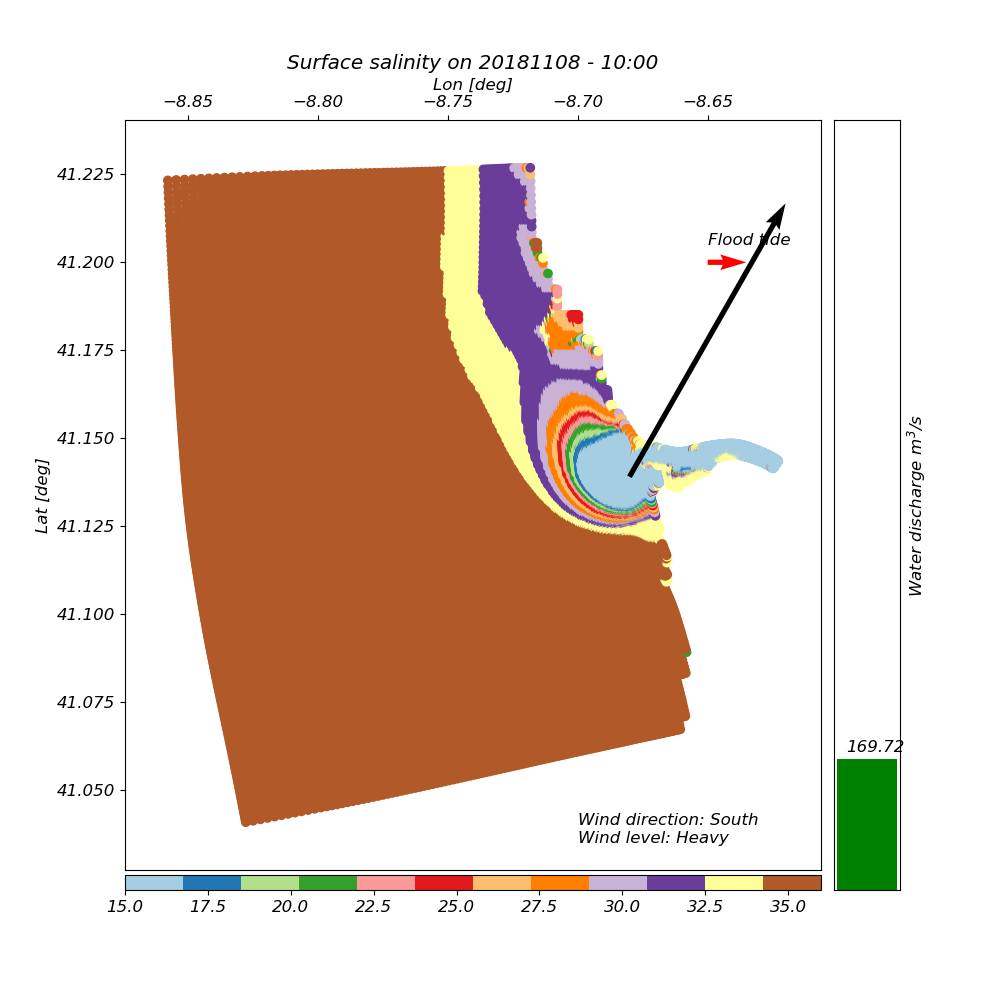 Surface salinity on 20181108 - 10:00
Lon [deg]
−8.85 −8.80 −8.75 −8.70 −8.65
41.225
41.200
41.175
41.150
41.125
41.100
41.075
41.050
Lat [deg]
Flood tide
Wind direction: South
Wind level: Heavy
15.0 17.5 20.0 22.5 25.0 27.5 30.0 32.5 35.0
169.72
Water discharge m³/s